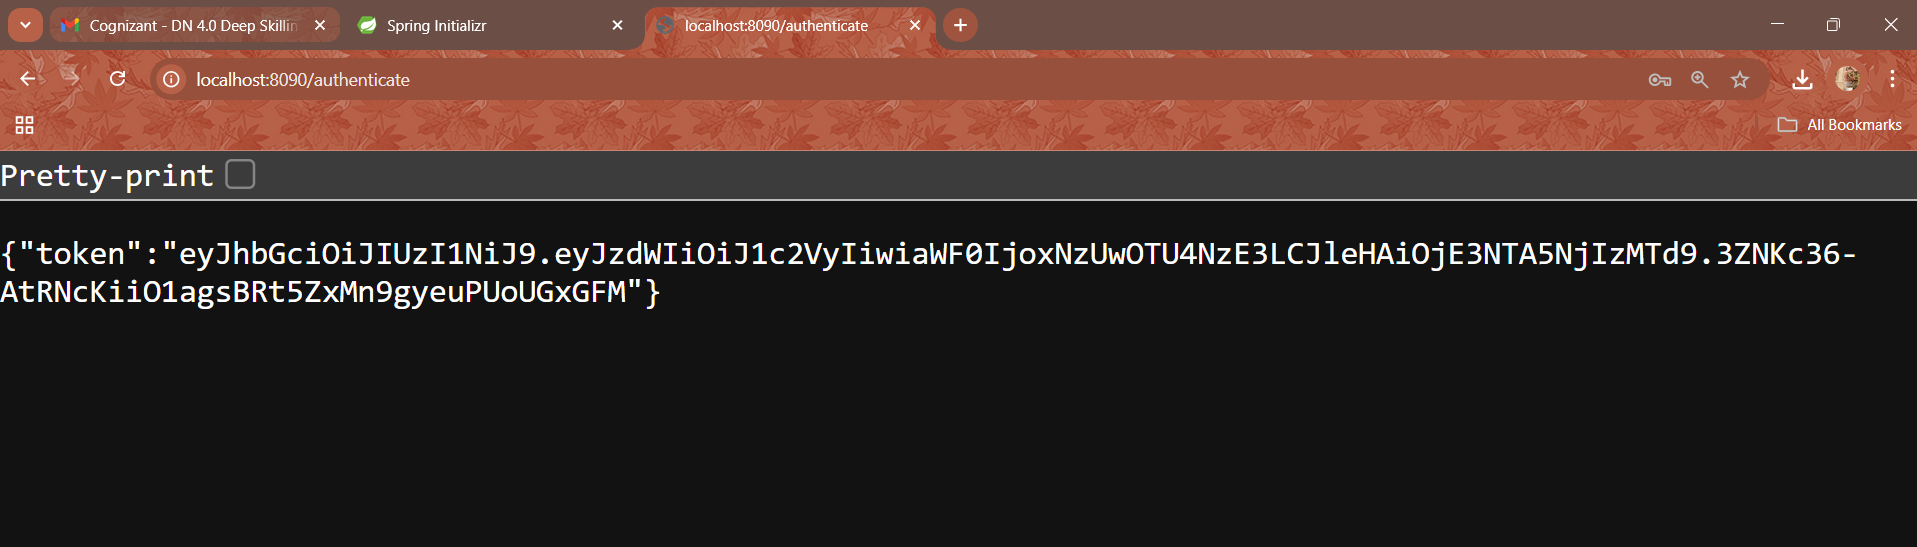 Cognizant - DN 4.0 Deep Skillin
Spring Initializr
localhost:8090/authenticate
localhost:8090/authenticate
All Bookmarks
Pretty-print
{"token":"eyJhbGciOiJIUzI1NiJ9.eyJzdWIiOiJ1c2VyIiwiaWF0IjoxNzUwOTU4NzE3LCJleHAiOjE3NTA5NjIzMTd9.3ZNKc36-
AtRNcKiiO1agsBRt5ZxMn9gyeuPUoUGxGFM"}